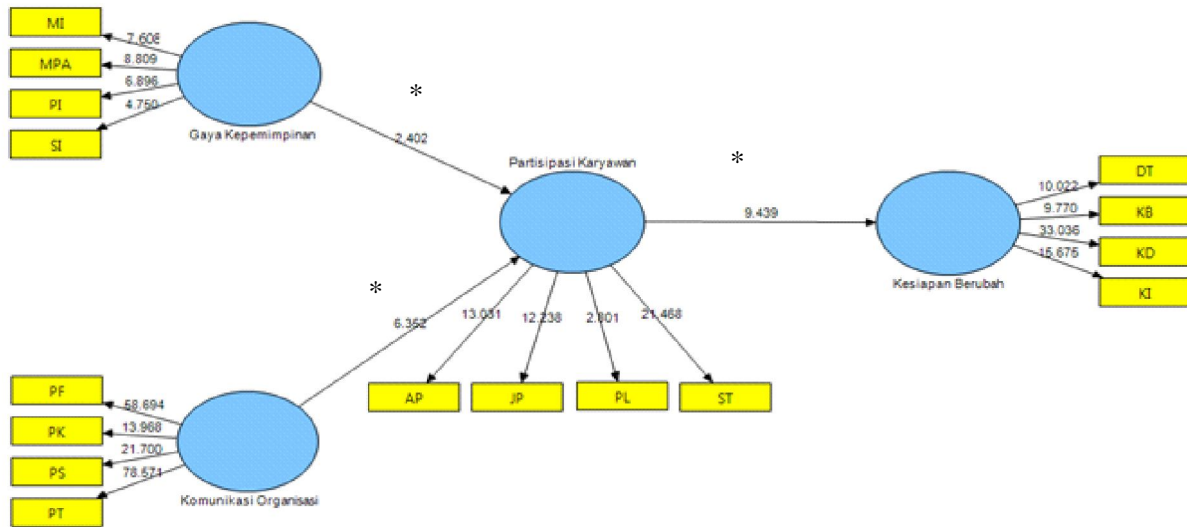 MI
7.608
MPA
8.809
PI
6.896
SI
4.750
Gaya Kepemimpinan
*
2.402
Partisipasi Karyawan
*
9.439
DT
10.022
KB
9.770
KD
33.036
KI
15.675
Kesiapan Berubah
*
6.352
13.031
12.238
2.801
21.468
AP
JP
PL
ST
PF
58.694
PK
13.968
PS
21.700
PT
78.571
Komunikasi Organisasi